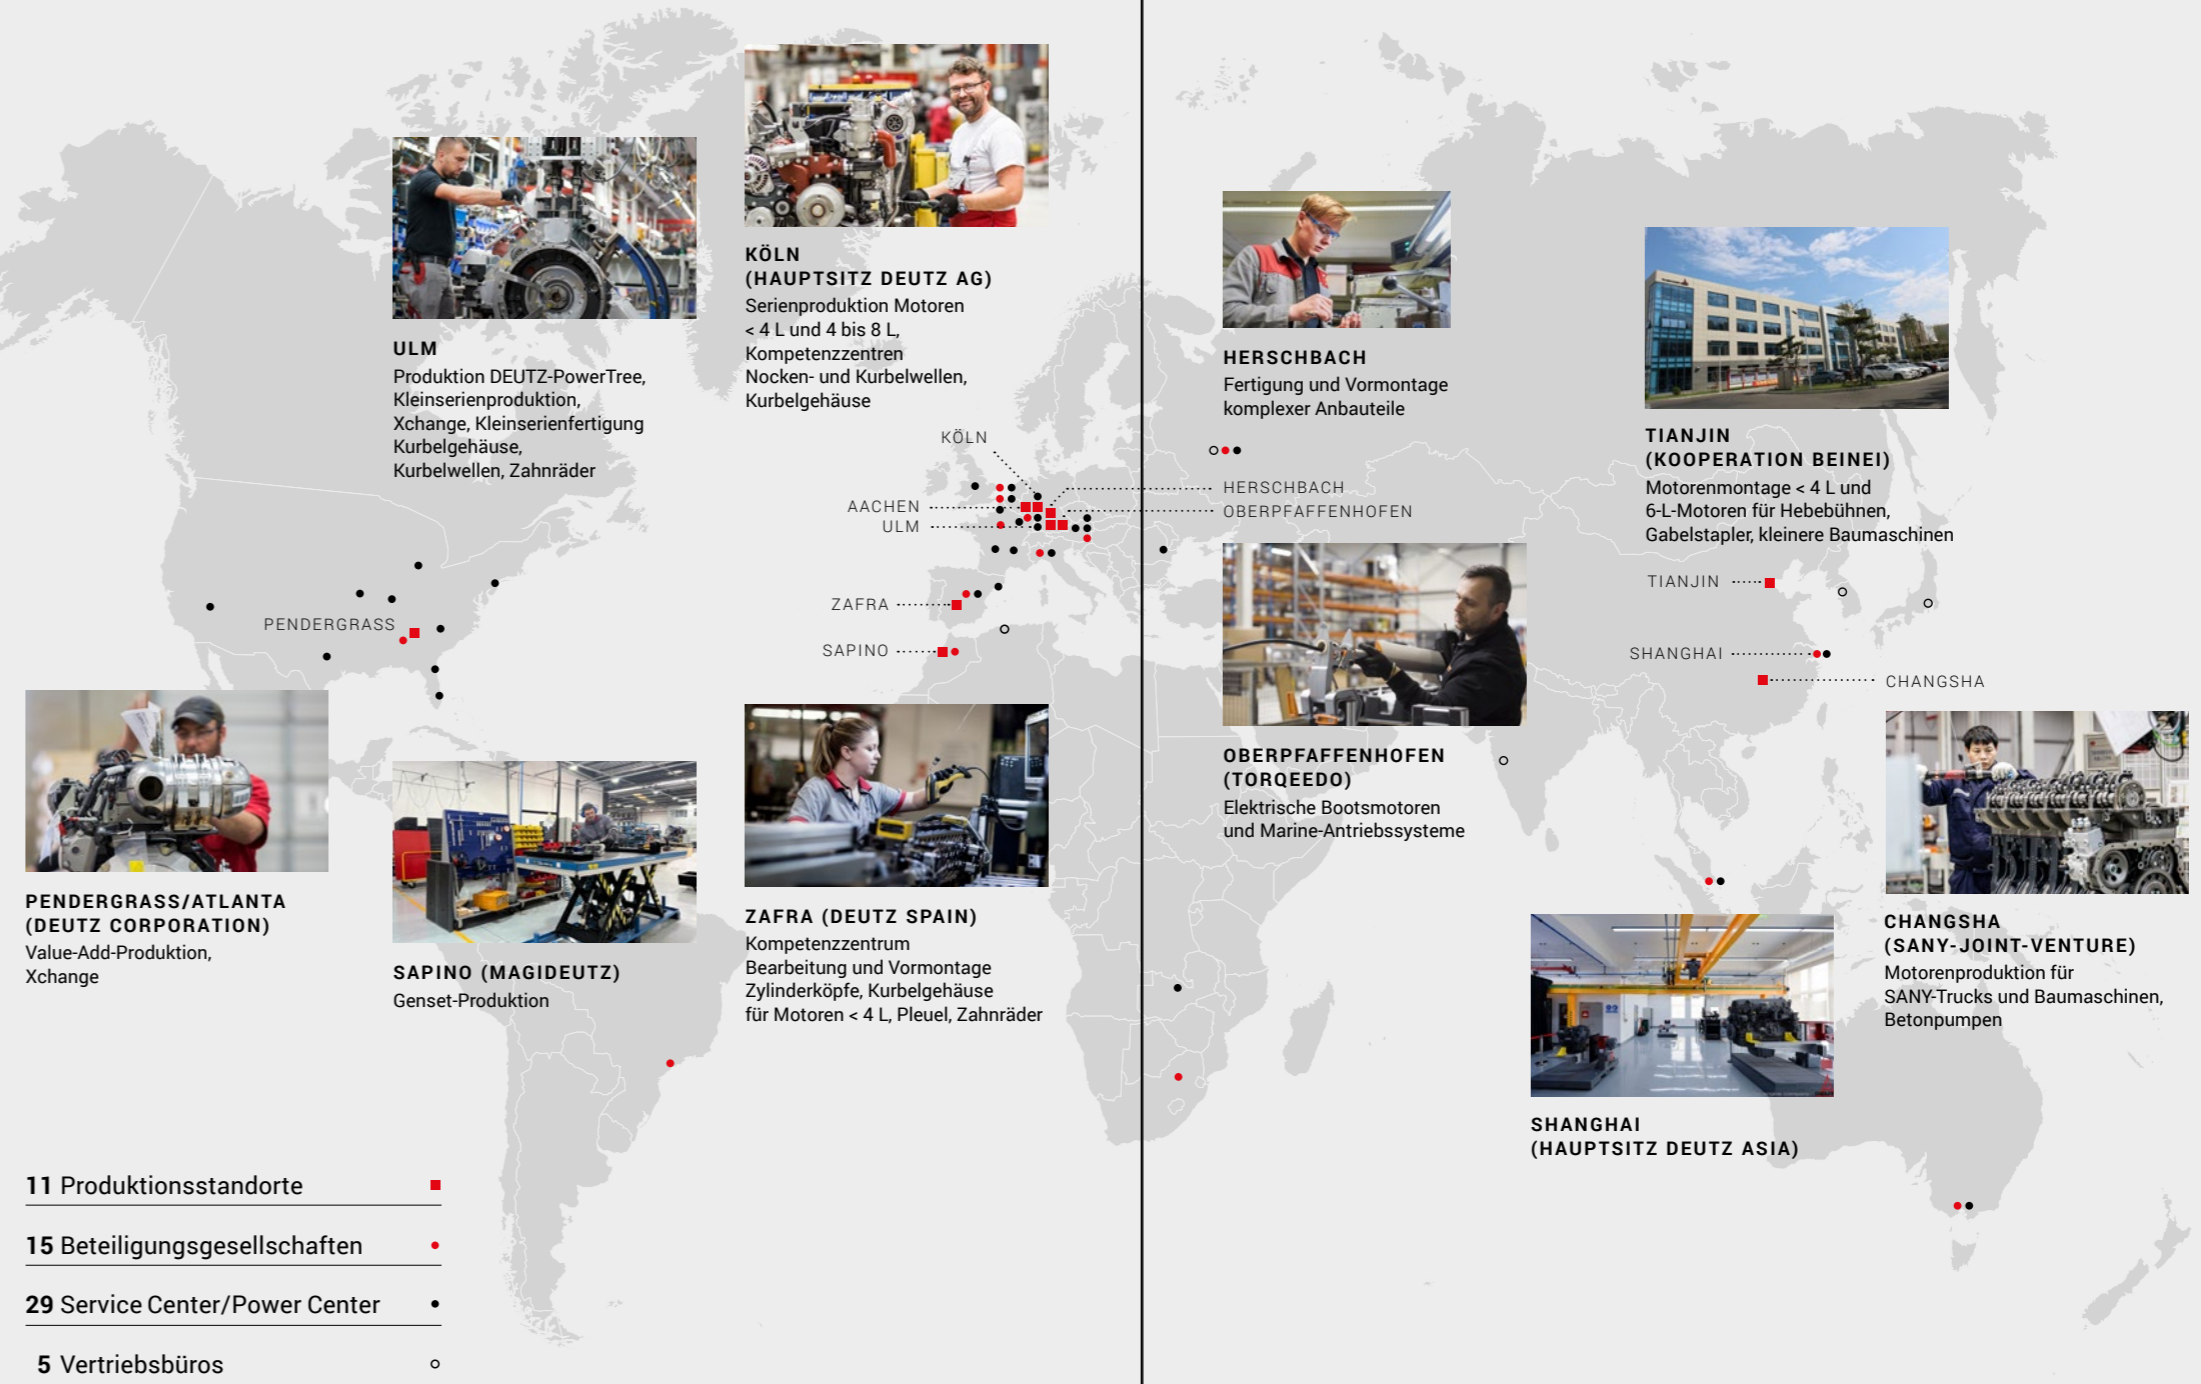 KÖLN
(HAUPTSITZ DEUTZ AG)
Serienproduktion Motoren
< 4 L und 4 bis 8 L,
Kompetenzzentren
Nocken- und Kurbelwellen,
Kurbelgehäuse
ULM
Produktion DEUTZ-PowerTree,
Kleinserienproduktion,
Xchange, Kleinserienfertigung
Kurbelgehäuse,
Kurbelwellen, Zahnräder
HERSCHBACH
Fertigung und Vormontage
komplexer Anbauteile
TIANJIN
(KOOPERATION BEINEI)
Motorenmontage < 4 L und
6-L-Motoren für Hebebühnen,
Gabelstapler, kleinere Baumaschinen
KÖLN
AACHEN
ULM
HERSCHBACH
OBERPFAFFENHOFEN
ZAFRA
SAPINO
PENDERGRASS
TIANJIN
SHANGHAI
CHANGSHA
PENDERGRASS/ATLANTA
(DEUTZ CORPORATION)
Value-Add-Produktion,
Xchange
SAPINO (MAGIDEUTZ)
Genset-Produktion
ZAFRA (DEUTZ SPAIN)
Kompetenzzentrum
Bearbeitung und Vormontage
Zylinderköpfe, Kurbelgehäuse
für Motoren < 4 L, Pleuel, Zahnräder
OBERPFAFFENHOFEN
(TORQEEDO)
Elektrische Bootsmotoren
und Marine-Antriebssysteme
CHANGSHA
(SANY-JOINT-VENTURE)
Motorenproduktion für
SANY-Trucks und Baumaschinen,
Betonpumpen
SHANGHAI
(HAUPTSITZ DEUTZ ASIA)
11 Produktionsstandorte
15 Beteiligungsgesellschaften
29 Service Center/Power Center
5 Vertriebsbüros